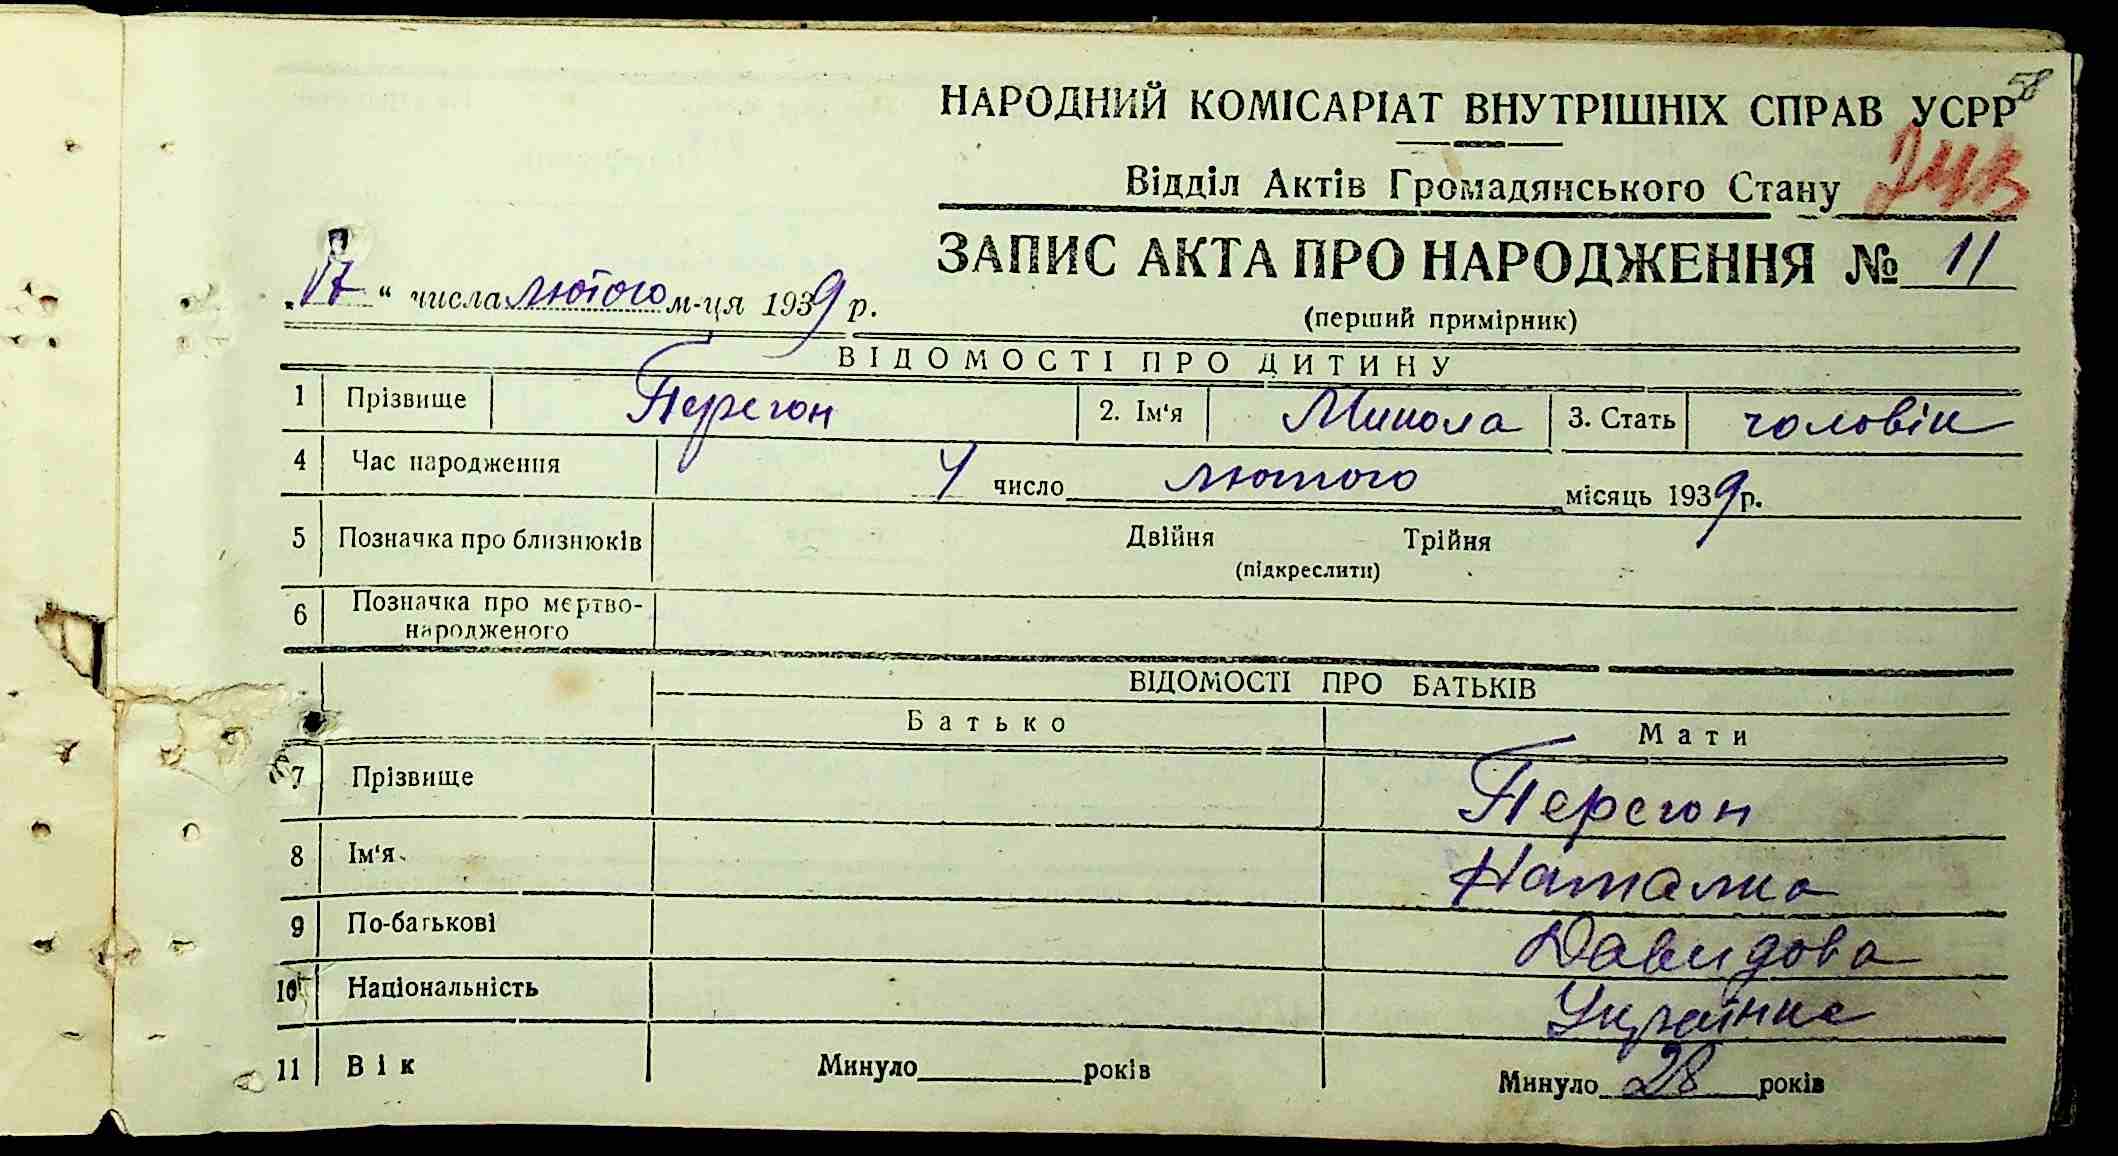 58
НАРОДНИЙ КОМІСАРІАТ ВНУТРІШНІХ СПРАВ УСРР
Відділ Актів Громадянського Стану
ЗАПИС АКТА ПРО НАРОДЖЕННЯ № 11
„17“ числа лютого м-ця 1939 р.
(перший примірник)
ВІДОМОСТІ ПРО ДИТИНУ
1 Прізвище Перегон 2. Ім'я Микола 3. Стать чоловік
4 Час народження 4 число лютого місяць 1939 р.
5 Позначка про близнюків Двійня Трійня
(підкреслити)
6 Позначка про мертво-
народженого
ВІДОМОСТІ ПРО БАТЬКІВ
Батько Мати
7 Прізвище Перегон
8 Ім'я Наталка
9 По-батькові Давидова
10 Національність Українка
11 Вік Минуло років Минуло 28 років